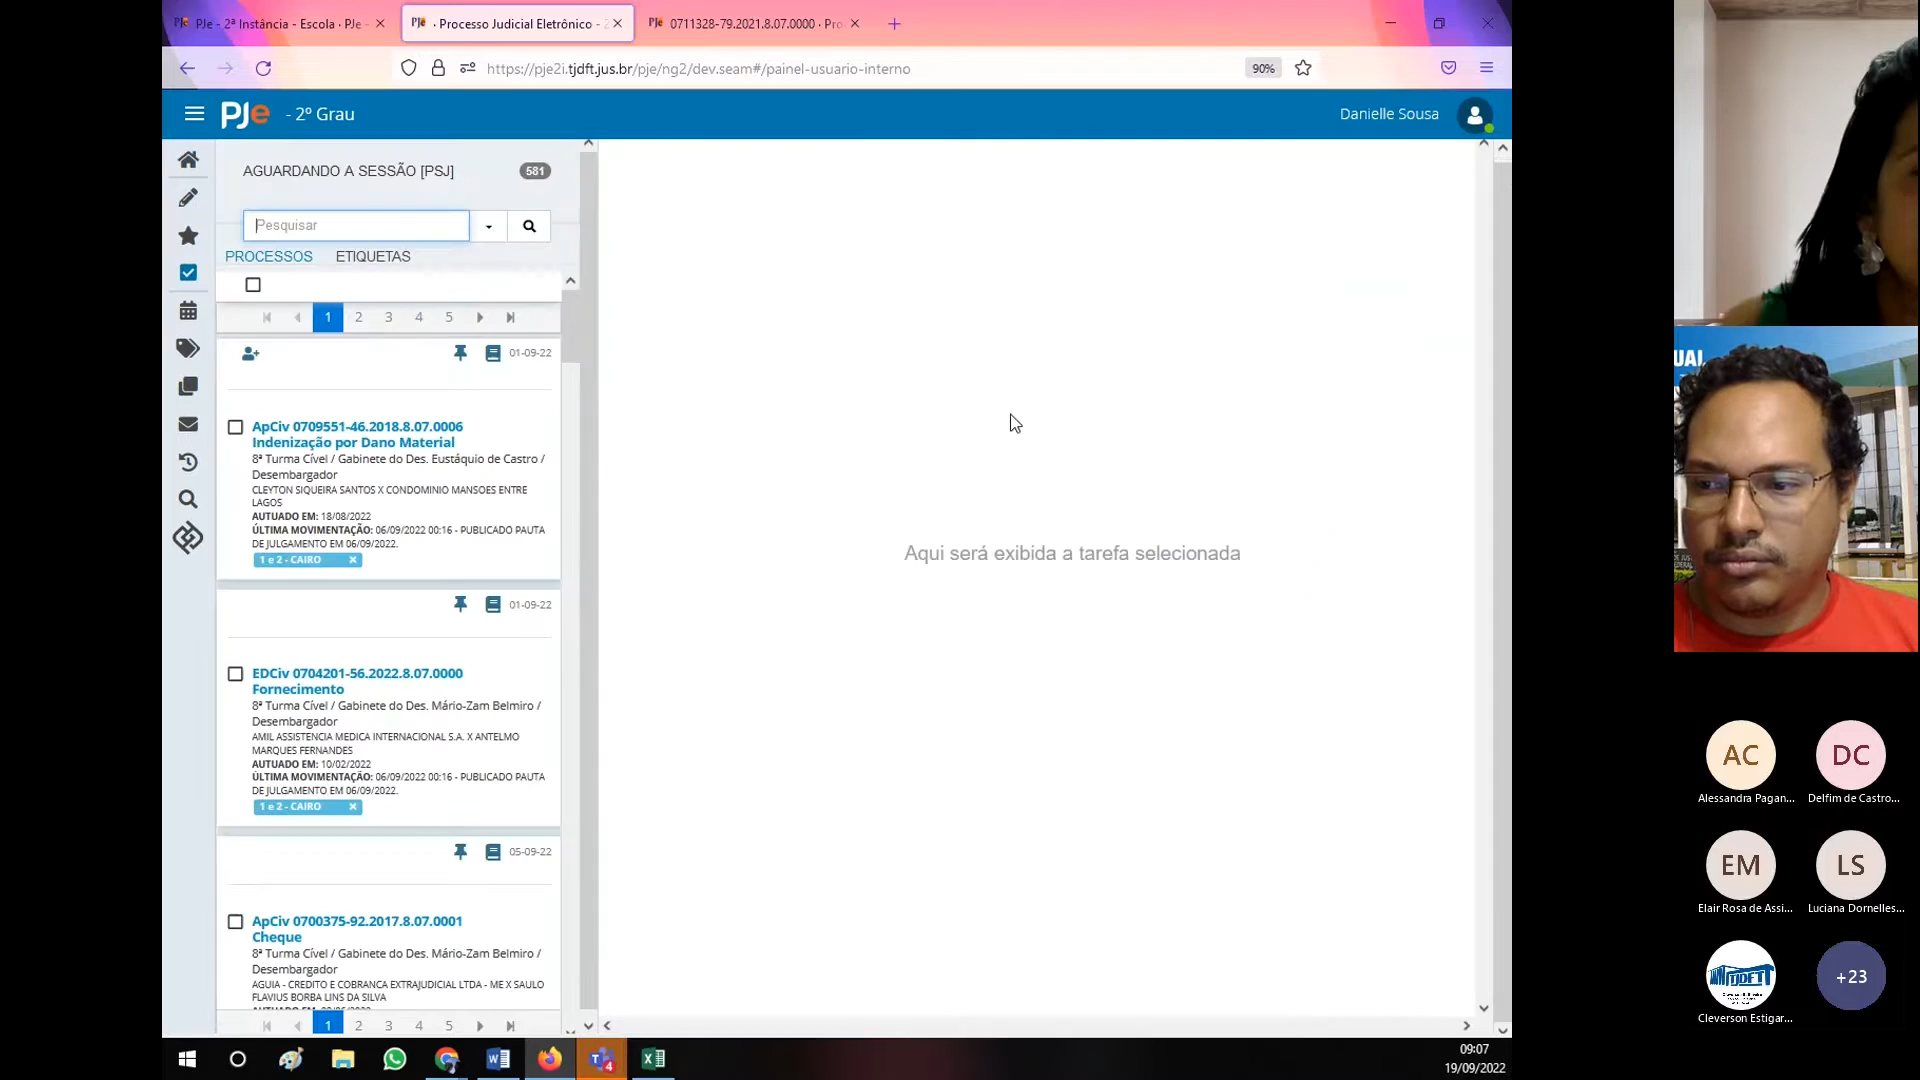 PJe - 2ª Instância - Escola · PJe -
· Processo Judicial Eletrônico - 2
0711328-79.2021.8.07.0000 · Pro
https://pje2i.tjdft.jus.br/pje/ng2/dev.seam#/painel-usuario-interno
90%
PJe - 2º Grau
Danielle Sousa
AGUARDANDO A SESSÃO [PSJ]
581
Pesquisar
PROCESSOS
ETIQUETAS
1 2 3 4 5
01-09-22
ApCiv 0709551-46.2018.8.07.0006
Indenização por Dano Material
8ª Turma Cível / Gabinete do Des. Eustáquio de Castro /
Desembargador
CLEYTON SIQUEIRA SANTOS X CONDOMINIO MANSOES ENTRE
LAGOS
AUTUADO EM: 18/08/2022
ÚLTIMA MOVIMENTAÇÃO: 06/09/2022 00:16 - PUBLICADO PAUTA
DE JULGAMENTO EM 06/09/2022.
1 e 2 - CAIRO
01-09-22
EDCiv 0704201-56.2022.8.07.0000
Fornecimento
8ª Turma Cível / Gabinete do Des. Mário-Zam Belmiro /
Desembargador
AMIL ASSISTENCIA MEDICA INTERNACIONAL S.A. X ANTELMO
MARQUES FERNANDES
AUTUADO EM: 10/02/2022
ÚLTIMA MOVIMENTAÇÃO: 06/09/2022 00:16 - PUBLICADO PAUTA
DE JULGAMENTO EM 06/09/2022.
1 e 2 - CAIRO
05-09-22
ApCiv 0700375-92.2017.8.07.0001
Cheque
8ª Turma Cível / Gabinete do Des. Mário-Zam Belmiro /
Desembargador
AGUIA - CREDITO E COBRANCA EXTRAJUDICIAL LTDA - ME X SAULO
FLAVIUS BORBA LINS DA SILVA
1 2 3 4 5
Aqui será exibida a tarefa selecionada
4
09:07
19/09/2022
AC
Alessandra Pagan...
DC
Delfim de Castro...
EM
Elair Rosa de Assi...
LS
Luciana Dornelles...
TJDFT
Cleverson Estigar...
+23